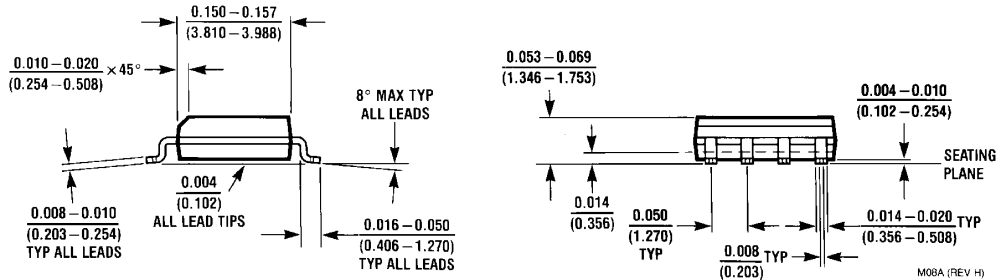 0.150–0.157
(3.810–3.988)
0.010–0.020 ×45°
(0.254–0.508)
8° MAX TYP
ALL LEADS
0.004
(0.102)
ALL LEAD TIPS
0.008–0.010
(0.203–0.254)
TYP ALL LEADS
0.016–0.050
(0.406–1.270)
TYP ALL LEADS
0.053–0.069
(1.346–1.753)
0.004–0.010
(0.102–0.254)
SEATING
PLANE
0.014
(0.356)
0.050
(1.270)
TYP
0.014–0.020 TYP
(0.356–0.508)
0.008 TYP
(0.203)
M08A (REV H)